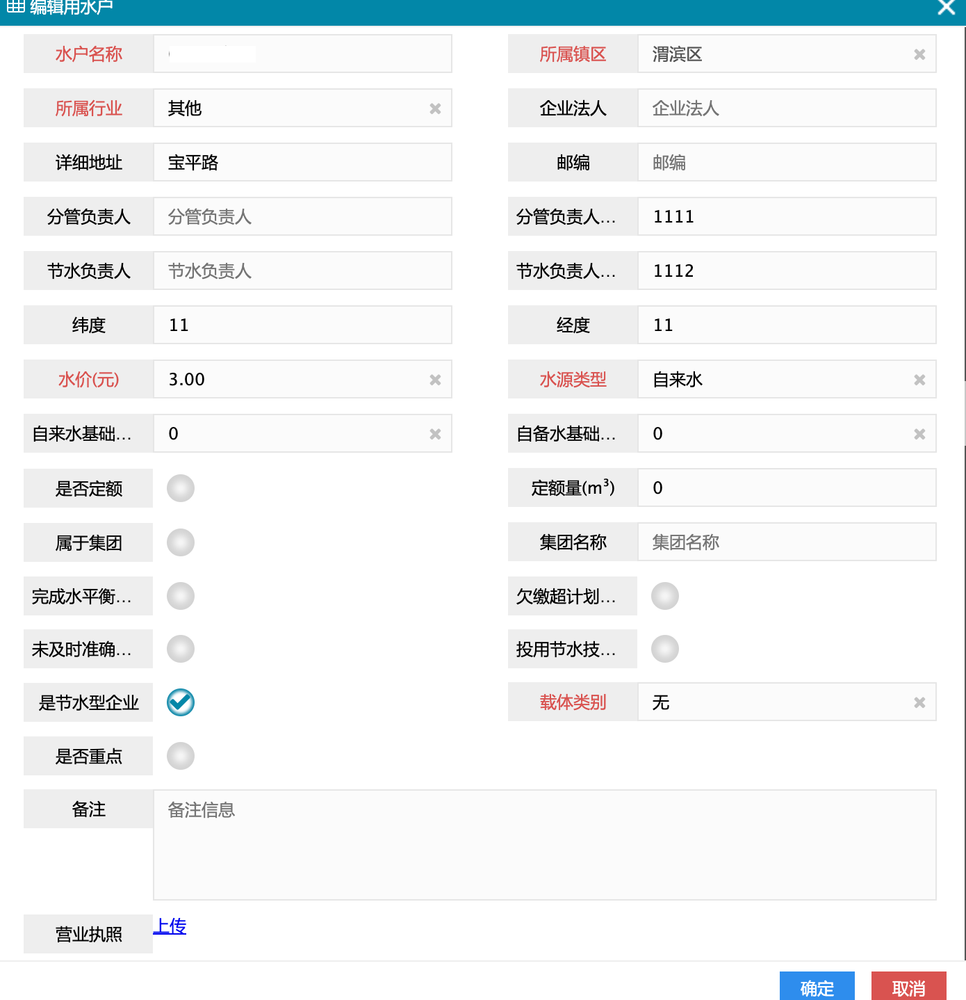 编辑用水户
水户名称
所属镇区 渭滨区
所属行业 其他
企业法人 企业法人
详细地址 宝平路
邮编 邮编
分管负责人 分管负责人
分管负责人... 1111
节水负责人 节水负责人
节水负责人... 1112
纬度 11
经度 11
水价(元) 3.00
水源类型 自来水
自来水基础... 0
自备水基础... 0
是否定额
定额量(m³) 0
属于集团
集团名称 集团名称
完成水平衡...
欠缴超计划...
未及时准确...
投用节水技...
是节水型企业
载体类别 无
是否重点
备注 备注信息
营业执照 上传
确定 取消